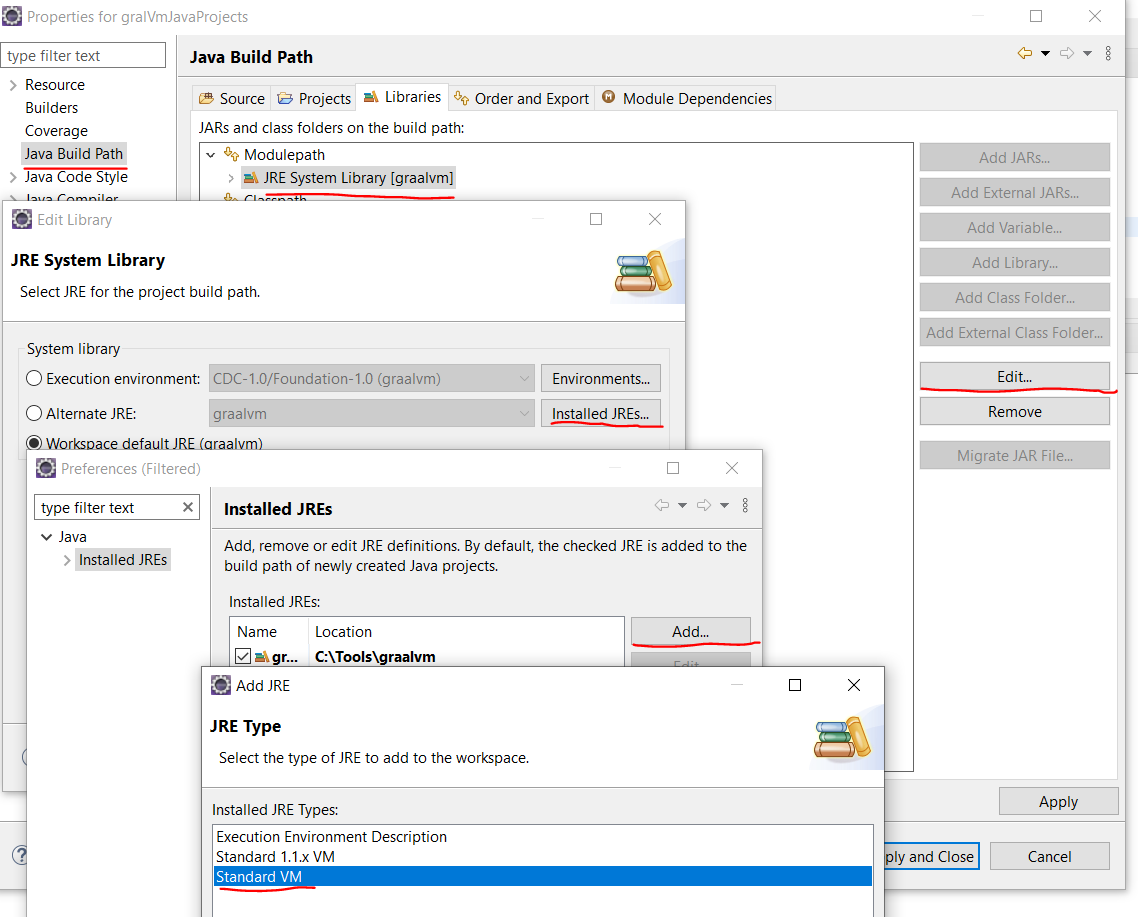 Properties for gralVmJavaProjects
type filter text
Java Build Path
Resource
Builders
Coverage
Java Build Path
Java Code Style
Java Compiler
Source
Projects
Libraries
Order and Export
Module Dependencies
JARs and class folders on the build path:
Modulepath
JRE System Library [graalvm]
Classpath
Add JARs...
Add External JARs...
Add Variable...
Add Library...
Add Class Folder...
Add External Class Folder...
Edit...
Remove
Migrate JAR File...
Apply
ply and Close
Cancel
Edit Library
JRE System Library
Select JRE for the project build path.
System library
Execution environment:
CDC-1.0/Foundation-1.0 (graalvm)
Environments...
Alternate JRE:
graalvm
Installed JREs...
Workspace default JRE (graalvm)
Preferences (Filtered)
type filter text
Java
Installed JREs
Installed JREs
Add, remove or edit JRE definitions. By default, the checked JRE is added to the
build path of newly created Java projects.
Installed JREs:
Name
Location
gr...
C:\Tools\graalvm
Add...
Edit
Add JRE
JRE Type
Select the type of JRE to add to the workspace.
Installed JRE Types:
Execution Environment Description
Standard 1.1.x VM
Standard VM